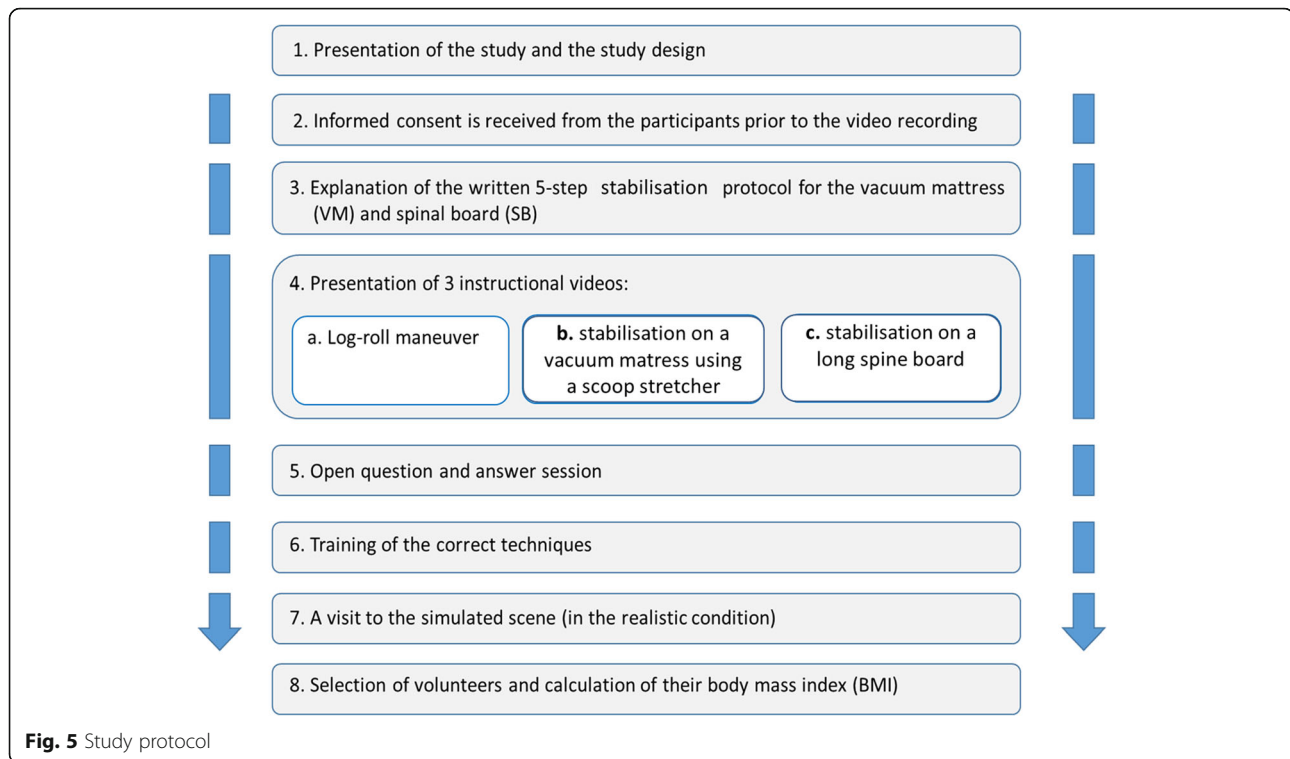 1. Presentation of the study and the study design
2. Informed consent is received from the participants prior to the video recording
3. Explanation of the written 5-step stabilisation protocol for the vacuum mattress
(VM) and spinal board (SB)
4. Presentation of 3 instructional videos:
a. Log-roll maneuver
b. stabilisation on a
vacuum matress using
a scoop stretcher
c. stabilisation on a
long spine board
5. Open question and answer session
6. Training of the correct techniques
7. A visit to the simulated scene (in the realistic condition)
8. Selection of volunteers and calculation of their body mass index (BMI)
Fig. 5 Study protocol